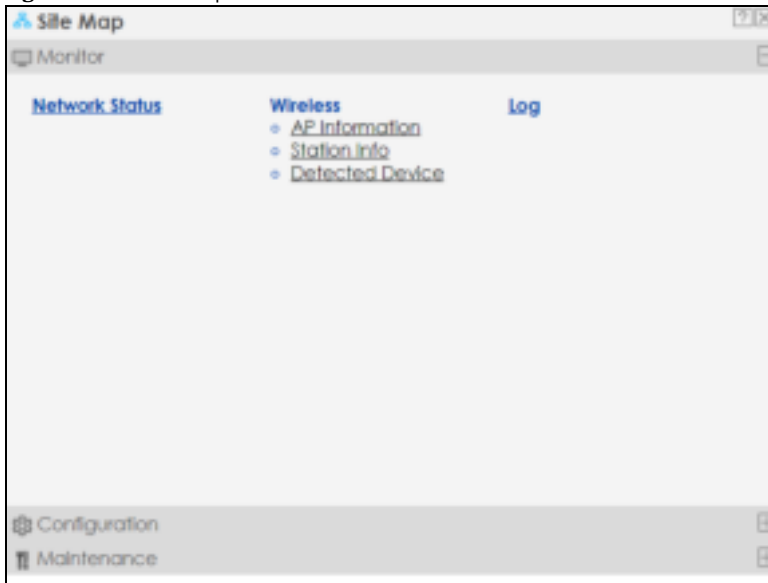 Site Map
Monitor
Network Status
Wireless
AP Information
Station Info
Detected Device
Log
Configuration
Maintenance